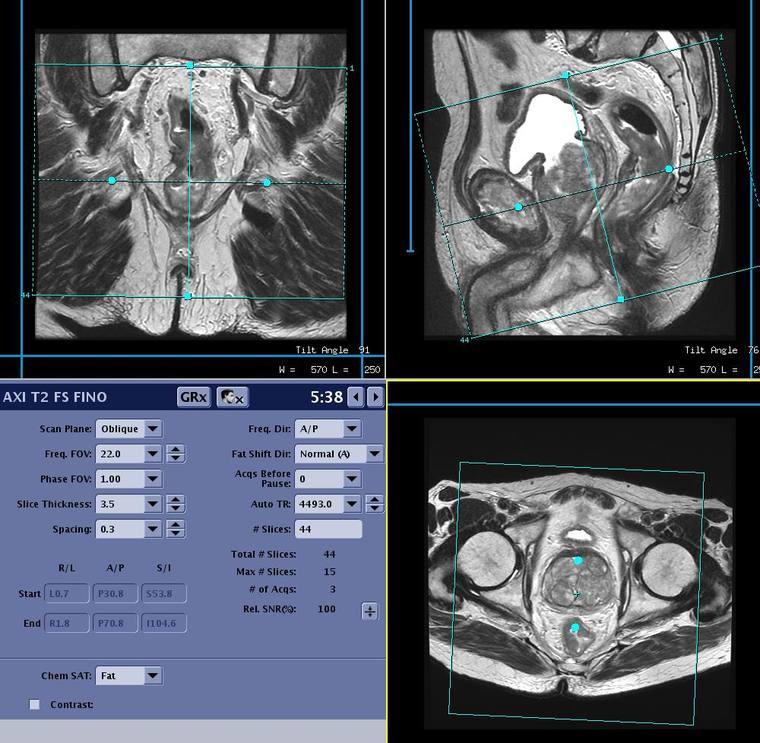 1
44
Tilt Angle 91
W = 570 L = 250
1
44
Tilt Angle 76
W = 570 L = 25
AXI T2 FS FINO GRx 5:38
Scan Plane: Oblique Freq. Dir: A/P
Freq. FOV: 22.0 Fat Shift Dir: Normal (A)
Phase FOV: 1.00 Acqs Before Pause: 0
Slice Thickness: 3.5 Auto TR: 4493.0
Spacing: 0.3 # Slices: 44
Total # Slices: 44
R/L A/P S/I Max # Slices: 15
# of Acqs: 3
Start L0.7 P30.8 S53.8 Rel. SNR(%): 100
End R1.8 P70.8 I104.6
Chem SAT: Fat
Contrast: